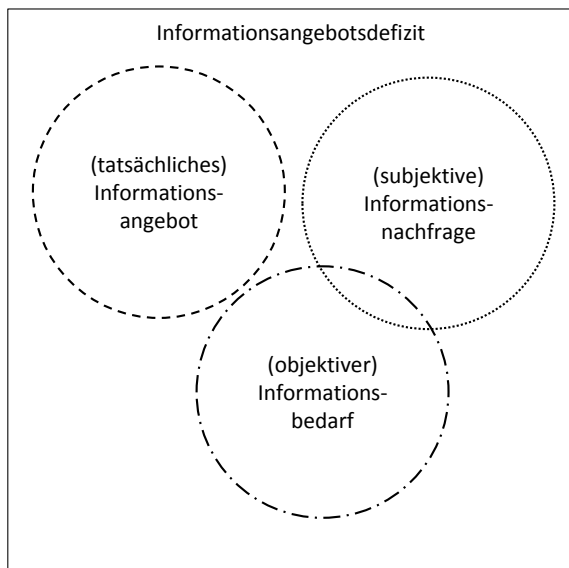 Informationsangebotsdefizit
(tatsächliches)
Informations-
angebot
(subjektive)
Informations-
nachfrage
(objektiver)
Informations-
bedarf